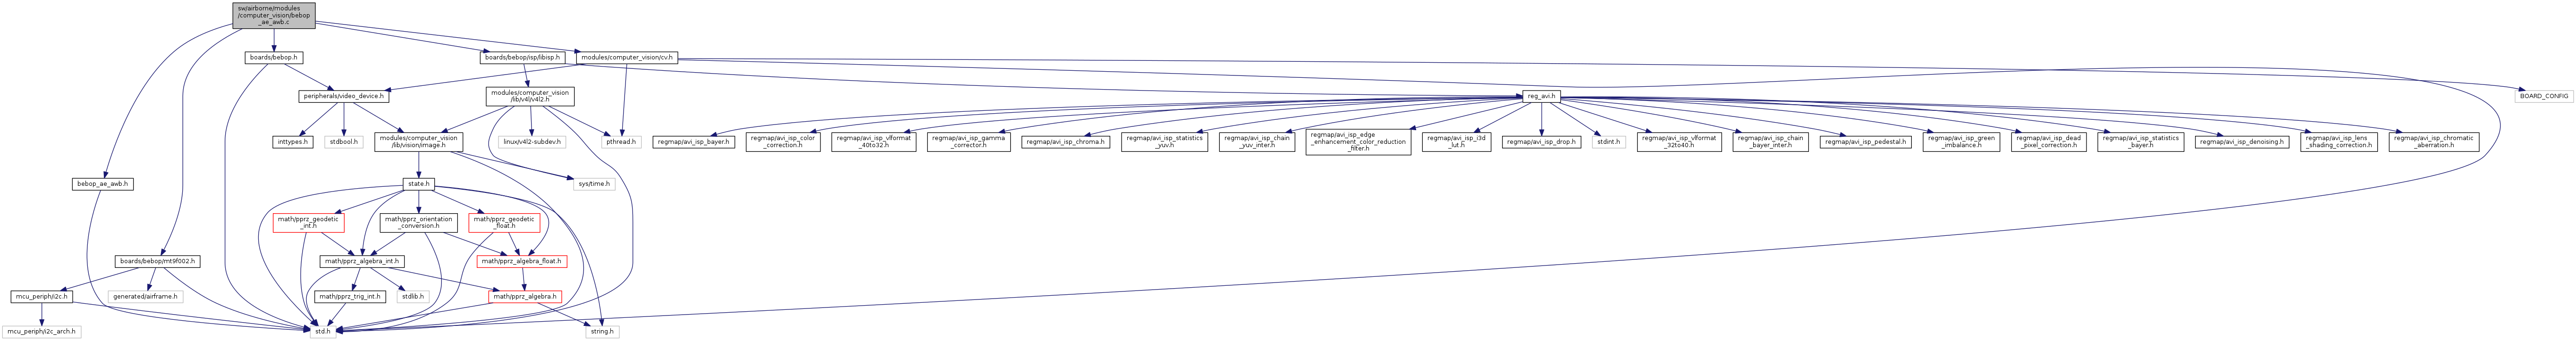 sw/airborne/modules
/computer_vision/bebop
_ae_awb.c
boards/bebop.h
boards/bebop/isp/libisp.h
modules/computer_vision/cv.h
peripherals/video_device.h
modules/computer_vision
/lib/v4l/v4l2.h
reg_avi.h
BOARD_CONFIG
inttypes.h
stdbool.h
modules/computer_vision
/lib/vision/image.h
linux/v4l2-subdev.h
pthread.h
regmap/avi_isp_bayer.h
regmap/avi_isp_color
_correction.h
regmap/avi_isp_vlformat
_40to32.h
regmap/avi_isp_gamma
_corrector.h
regmap/avi_isp_chroma.h
regmap/avi_isp_statistics
_yuv.h
regmap/avi_isp_chain
_yuv_inter.h
regmap/avi_isp_edge
_enhancement_color_reduction
_filter.h
regmap/avi_isp_i3d
_lut.h
regmap/avi_isp_drop.h
stdint.h
regmap/avi_isp_vlformat
_32to40.h
regmap/avi_isp_chain
_bayer_inter.h
regmap/avi_isp_pedestal.h
regmap/avi_isp_green
_imbalance.h
regmap/avi_isp_dead
_pixel_correction.h
regmap/avi_isp_statistics
_bayer.h
regmap/avi_isp_denoising.h
regmap/avi_isp_lens
_shading_correction.h
regmap/avi_isp_chromatic
_aberration.h
bebop_ae_awb.h
state.h
sys/time.h
math/pprz_geodetic
_int.h
math/pprz_orientation
_conversion.h
math/pprz_geodetic
_float.h
boards/bebop/mt9f002.h
math/pprz_algebra_int.h
math/pprz_algebra_float.h
mcu_periph/i2c.h
generated/airframe.h
math/pprz_trig_int.h
stdlib.h
math/pprz_algebra.h
mcu_periph/i2c_arch.h
std.h
string.h